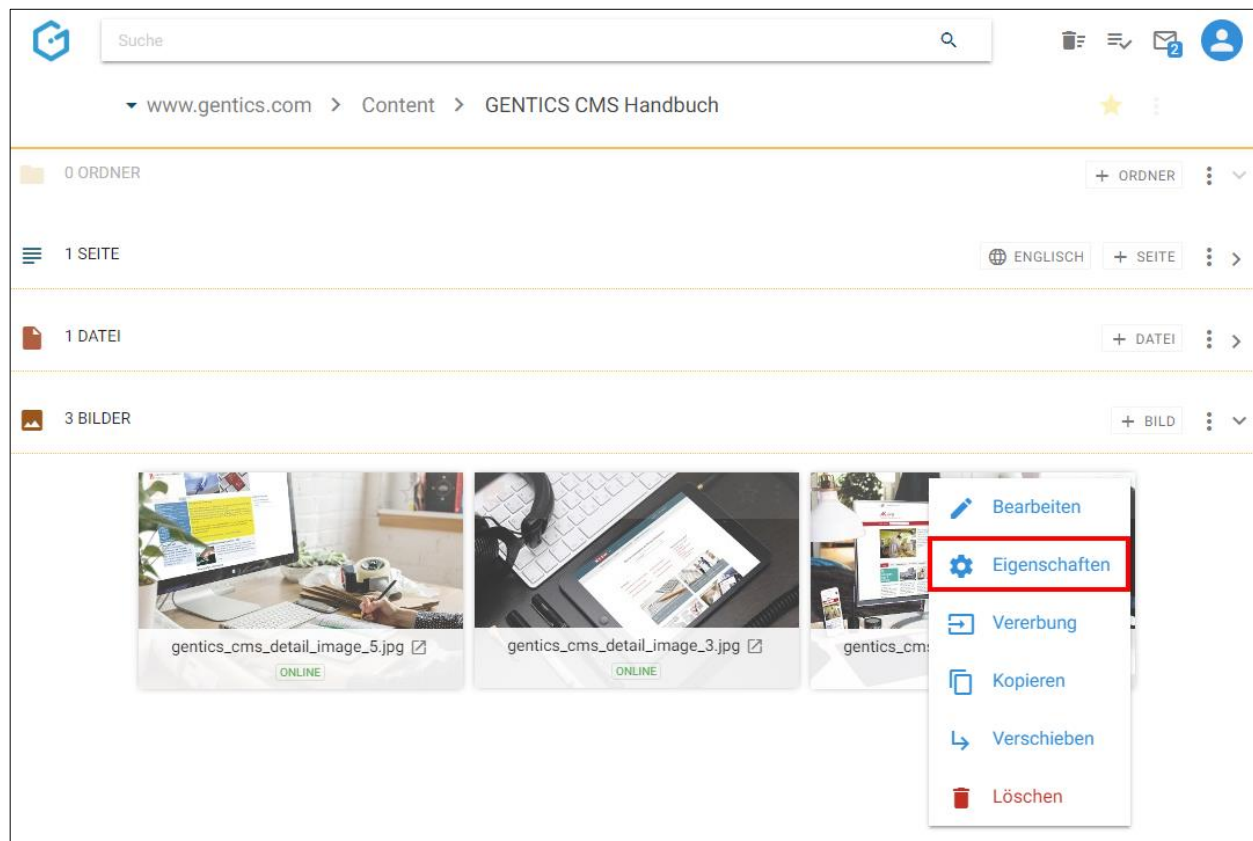 Suche
2
www.gentics.com > Content > GENTICS CMS Handbuch
0 ORDNER
+ ORDNER
1 SEITE
ENGLISCH
+ SEITE
1 DATEI
+ DATEI
3 BILDER
+ BILD
gentics_cms_detail_image_5.jpg
ONLINE
gentics_cms_detail_image_3.jpg
ONLINE
gentics_cms
Bearbeiten
Eigenschaften
Vererbung
Kopieren
Verschieben
Löschen